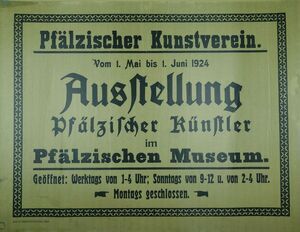 Pfälzischer Kunstverein.
Vom 1. Mai bis 1. Juni 1924
Ausstellung
Pfälzischer Künstler
im
Pfälzischen Museum.
Geöffnet: Werktags von 1-4 Uhr; Sonntags von 9-12 u. von 2-4 Uhr.
Montags geschlossen.